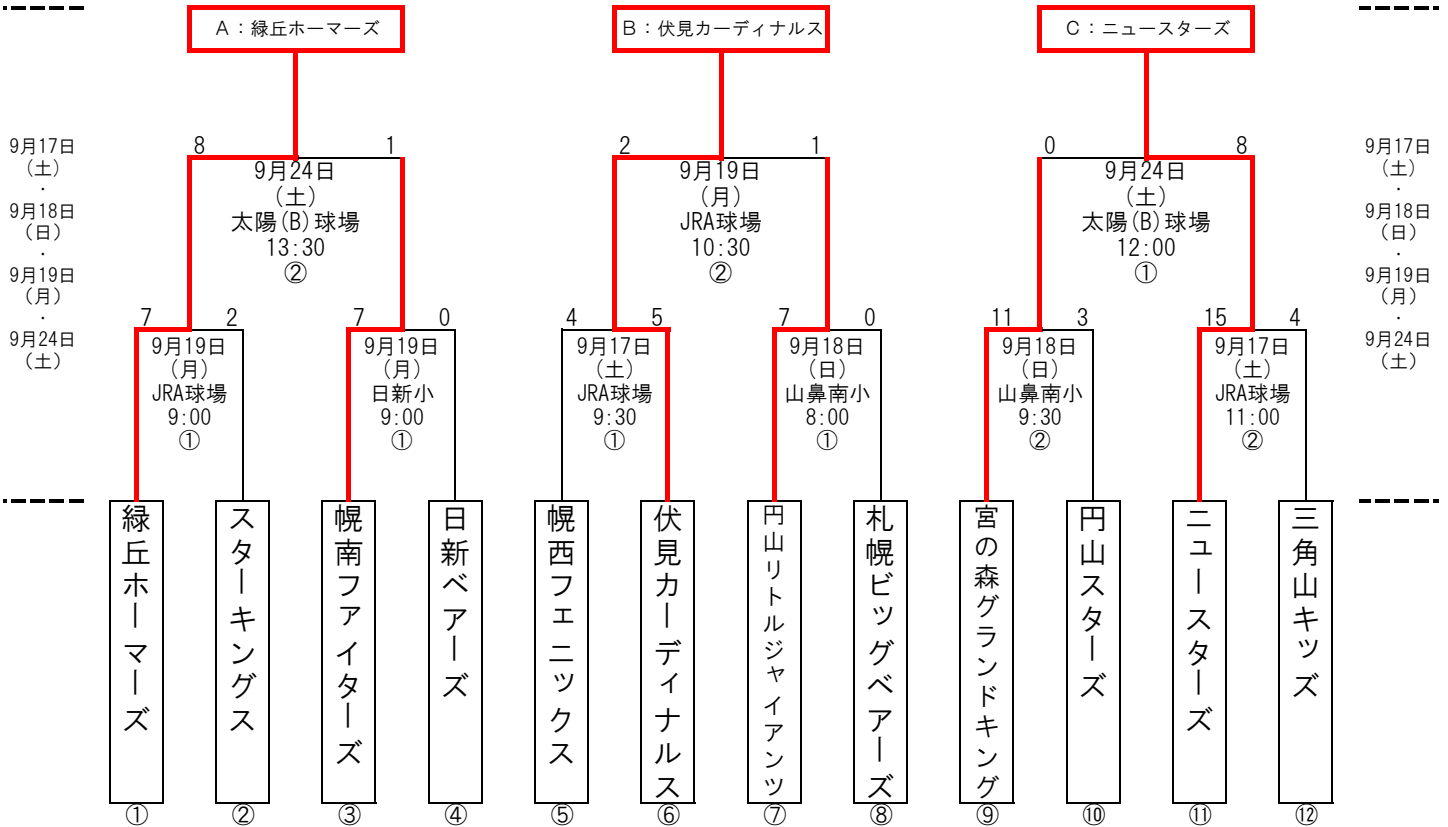 A：緑丘ホーマーズ
B：伏見カーディナルス
C：ニュースターズ
9月17日
（土）
・
9月18日
（日）
・
9月19日
（月）
・
9月24日
（土）
8 1
9月24日
（土）
太陽(B)球場
13:30
②
2 1
9月19日
（月）
JRA球場
10:30
②
0 8
9月24日
（土）
太陽(B)球場
12:00
①
9月17日
（土）
・
9月18日
（日）
・
9月19日
（月）
・
9月24日
（土）
7 2
9月19日
（月）
JRA球場
9:00
①
7 0
9月19日
（月）
日新小
9:00
①
4 5
9月17日
（土）
JRA球場
9:30
①
7 0
9月18日
（日）
山鼻南小
8:00
①
11 3
9月18日
（日）
山鼻南小
9:30
②
15 4
9月17日
（土）
JRA球場
11:00
②
緑丘ホーマーズ
①
スターキングス
②
幌南ファイターズ
③
日新ベアーズ
④
幌西フェニックス
⑤
伏見カーディナルス
⑥
円山リトルジャイアンツ
⑦
札幌ビッグベアーズ
⑧
宮の森グランドキング
⑨
円山スターズ
⑩
ニュースターズ
⑪
三角山キッズ
⑫